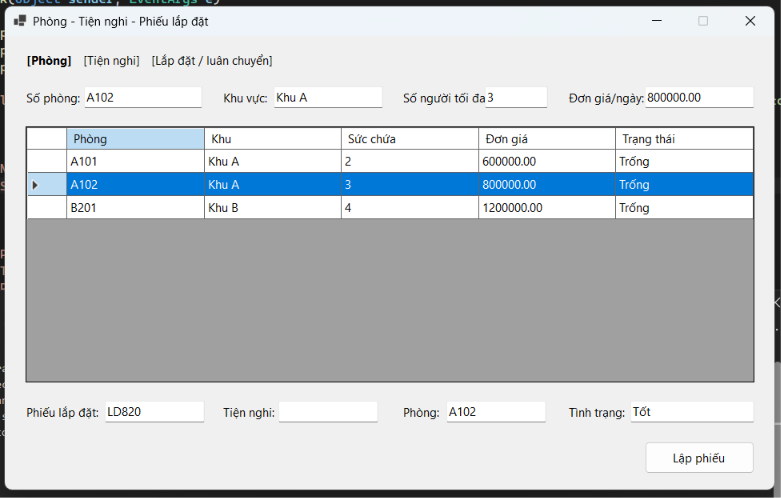 Phòng - Tiện nghi - Phiếu lắp đặt
[Phòng] [Tiện nghi] [Lắp đặt / luân chuyển]
Số phòng: A102 Khu vực: Khu A Số người tối đa 3 Đơn giá/ngày: 800000.00
Phòng Khu Sức chứa Đơn giá Trạng thái
A101 Khu A 2 600000.00 Trống
A102 Khu A 3 800000.00 Trống
B201 Khu B 4 1200000.00 Trống
Phiếu lắp đặt: LD820 Tiện nghi: Phòng: A102 Tình trạng: Tốt
Lập phiếu